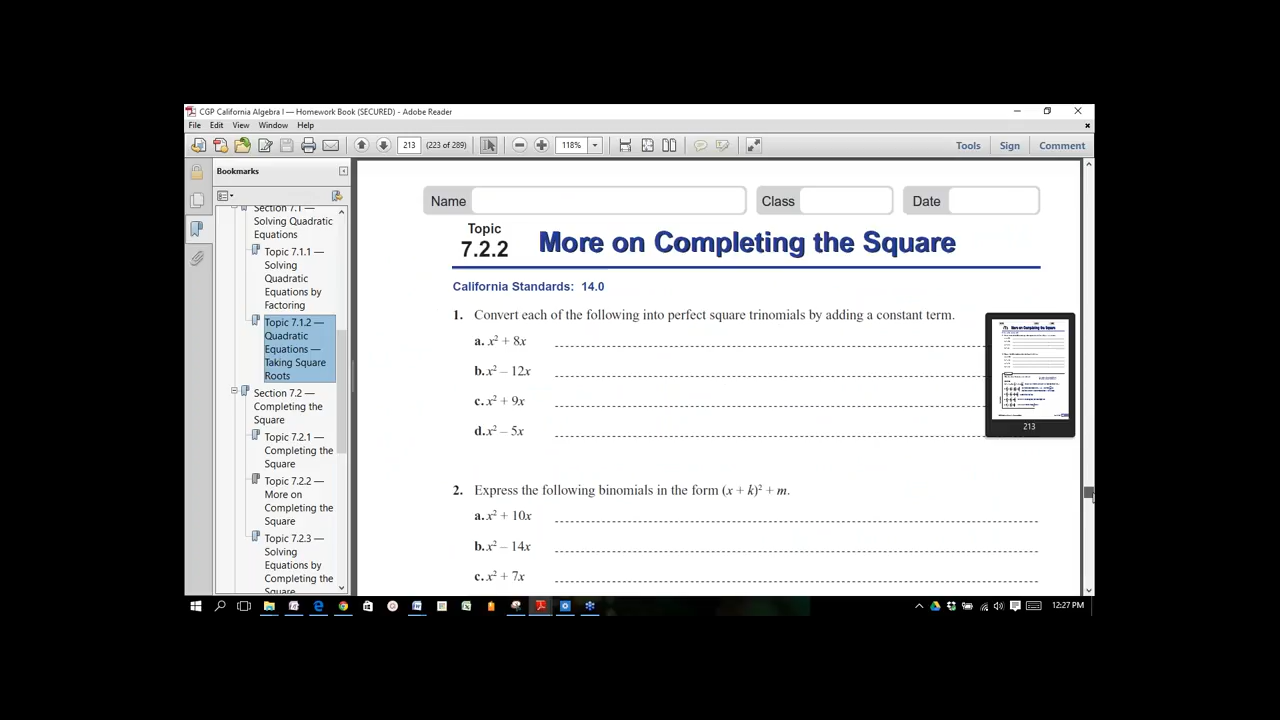 CGP California Algebra I — Homework Book (SECURED) - Adobe Reader
File Edit View Window Help
213 (223 of 289) 118% Tools Sign Comment
Bookmarks
Section 7.1
Solving Quadratic
Equations
Topic 7.1.1 —
Solving
Quadratic
Equations by
Factoring
Topic 7.1.2 —
Quadratic
Equations —
Taking Square
Roots
Section 7.2 —
Completing the
Square
Topic 7.2.1 —
Completing the
Square
Topic 7.2.2 —
More on
Completing the
Square
Topic 7.2.3 —
Solving
Equations by
Completing the
Square
Name Class Date
Topic
7.2.2 More on Completing the Square
California Standards: 14.0
1. Convert each of the following into perfect square trinomials by adding a constant term.
a. x² + 8x
b. x² – 12x
c. x² + 9x
d. x² – 5x
2. Express the following binomials in the form (x + k)² + m.
a. x² + 10x
b. x² – 14x
c. x² + 7x
More on Completing the Square
213
12:27 PM